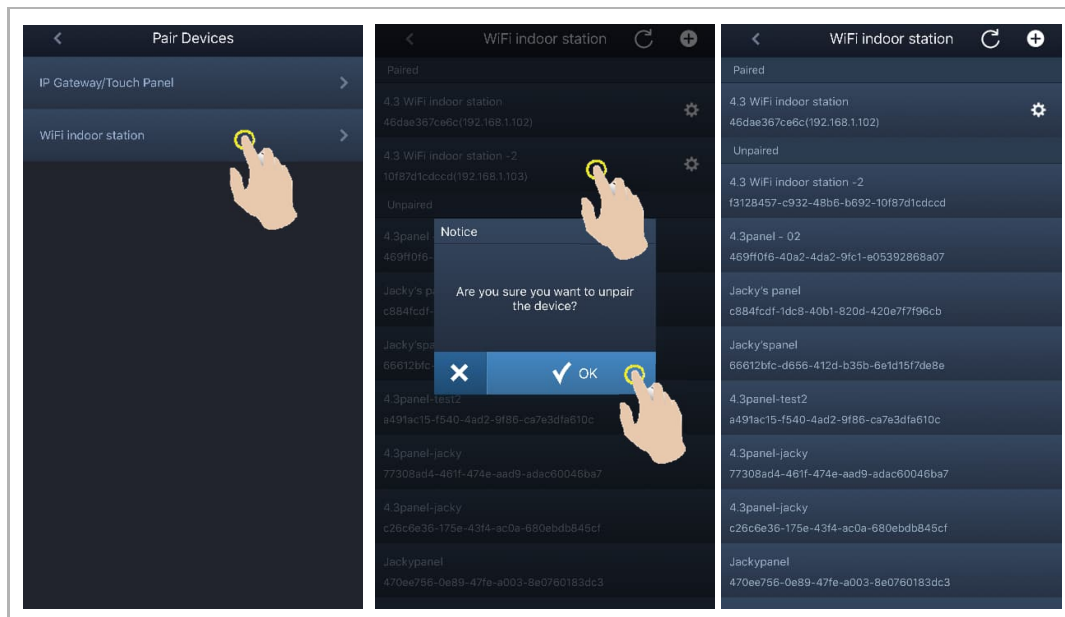 Pair Devices
IP Gateway/Touch Panel
WiFi indoor station
WiFi indoor station
Paired
4.3 WiFi indoor station
46dae367ce6c(192.168.1.102)
4.3 WiFi indoor station -2
10f87d1cdccd(192.168.1.103)
Unpaired
4.3panel
469ff0f6-
Notice
Are you sure you want to unpair
the device?
OK
Jacky's pa
c884fcdf-
Jacky'spa
66612bfc-
4.3panel-test2
a491ac15-f540-4ad2-9f86-ca7e3dfa610c
4.3panel-jacky
77308ad4-461f-474e-aad9-adac60046ba7
4.3panel-jacky
c26c6e36-175e-43f4-ac0a-680ebdb845cf
Jackypanel
470ee756-0e89-47fe-a003-8e0760183dc3
WiFi indoor station
Paired
4.3 WiFi indoor station
46dae367ce6c(192.168.1.102)
Unpaired
4.3 WiFi indoor station -2
f3128457-c932-48b6-b692-10f87d1cdccd
4.3panel - 02
469ff0f6-40a2-4da2-9fc1-e05392868a07
Jacky's panel
c884fcdf-1dc8-40b1-820d-420e7f7f96cb
Jacky'spanel
66612bfc-d656-412d-b35b-6e1d15f7de8e
4.3panel-test2
a491ac15-f540-4ad2-9f86-ca7e3dfa610c
4.3panel-jacky
77308ad4-461f-474e-aad9-adac60046ba7
4.3panel-jacky
c26c6e36-175e-43f4-ac0a-680ebdb845cf
Jackypanel
470ee756-0e89-47fe-a003-8e0760183dc3